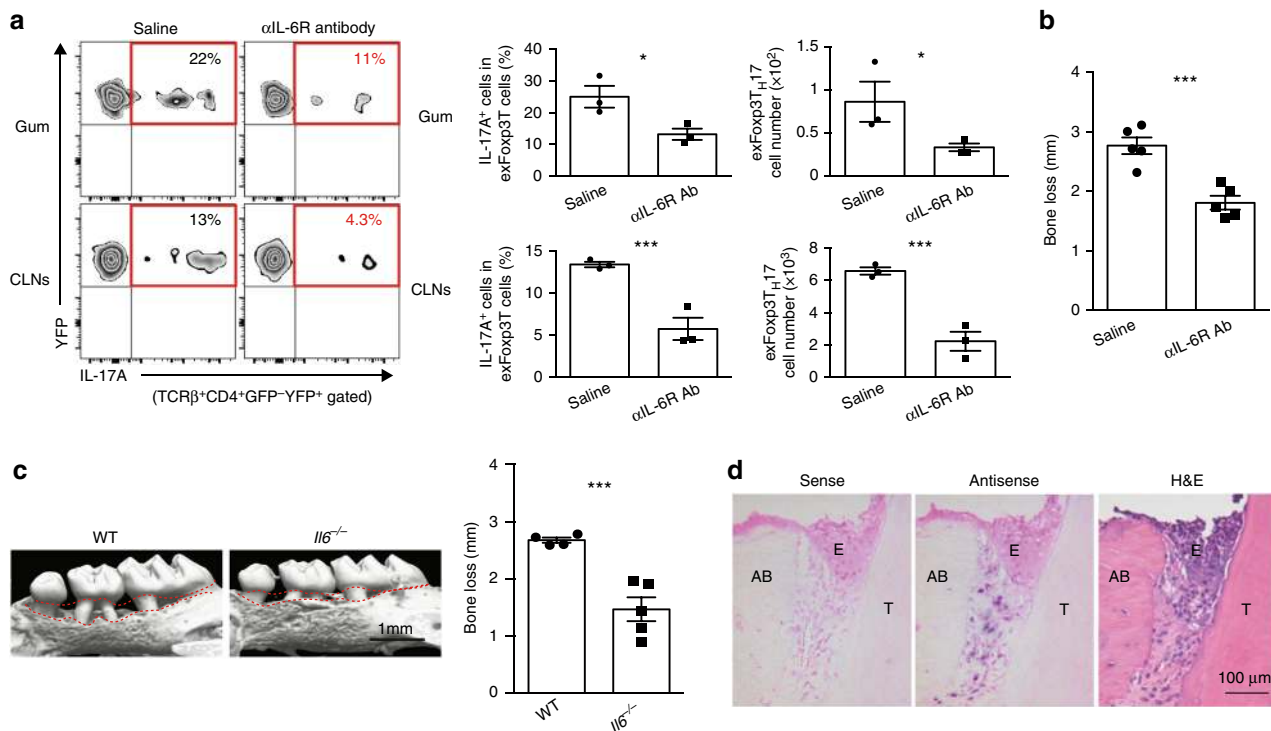 a
Saline
αIL-6R antibody
22%
11%
Gum
Gum
13%
4.3%
CLNs
CLNs
YFP
IL-17A
(TCRβ⁺CD4⁺GFP⁻YFP⁺ gated)
IL-17A⁺ cells in
exFoxp3T cells (%)
40
30
20
10
0
*
Saline
αIL-6R Ab
exFoxp3T_H17
cell number (×10²)
1.5
1
0.5
0
*
Saline
αIL-6R Ab
IL-17A⁺ cells in
exFoxp3T cells (%)
15
10
5
0
***
Saline
αIL-6R Ab
exFoxp3T_H17
cell number (×10³)
8
6
4
2
0
***
Saline
αIL-6R Ab
b
Bone loss (mm)
4
3
2
1
0
***
Saline
αIL-6R Ab
c
WT
Il6⁻/⁻
1mm
Bone loss (mm)
4
3
2
1
0
***
WT
Il6⁻/⁻
d
Sense
Antisense
H&E
E
AB
T
E
AB
T
E
AB
T
100 μm